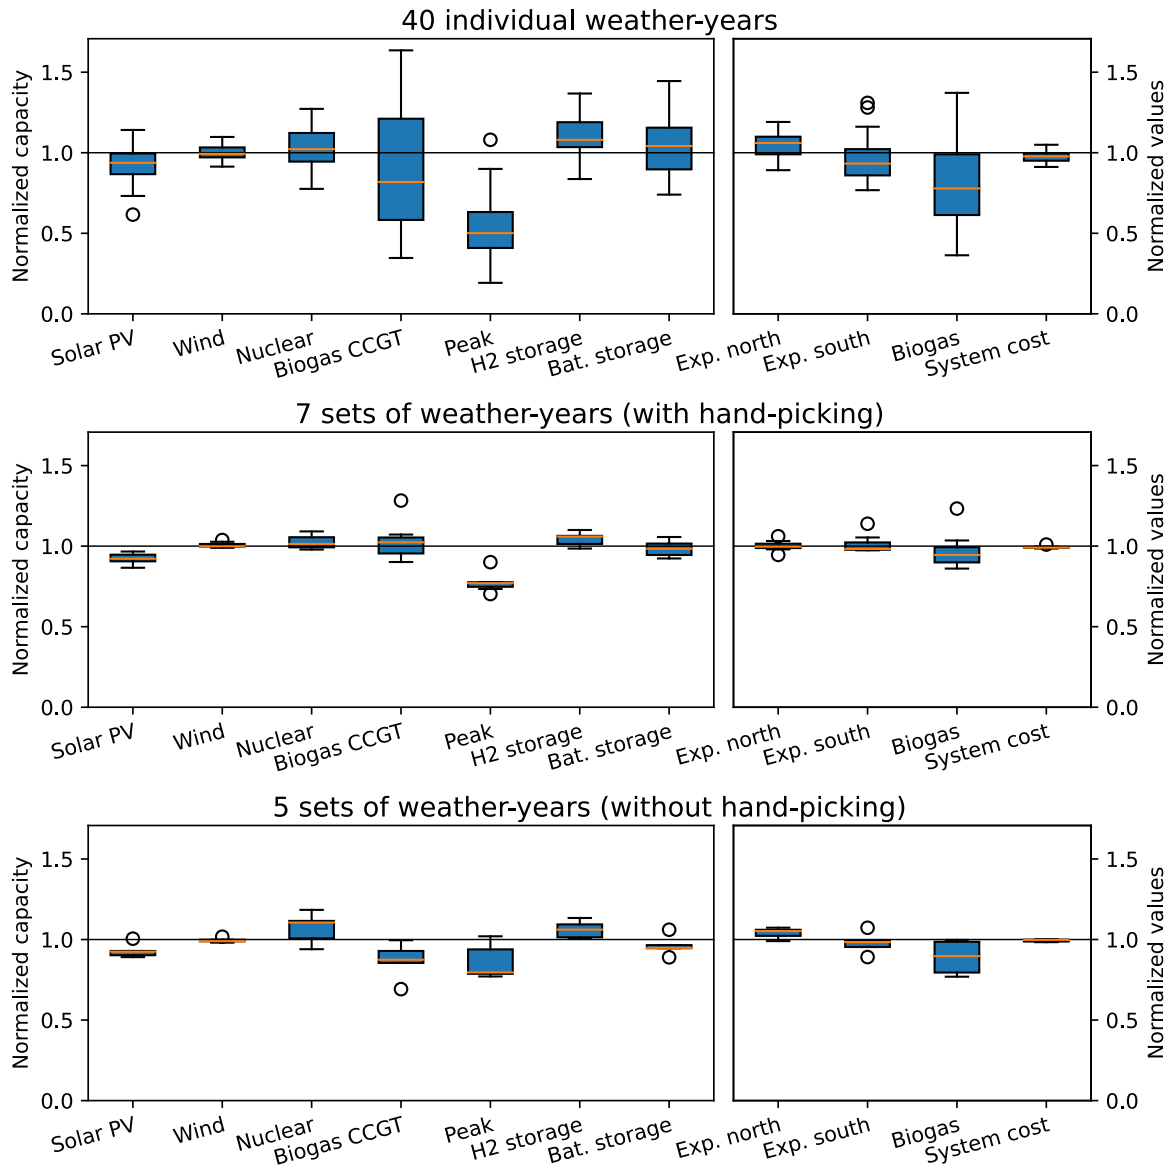 40 individual weather-years
Normalized capacity
1.5
1.0
0.5
0.0
Solar PV
Wind
Nuclear
Biogas CCGT
Peak
H2 storage
Bat. storage
Exp. north
Exp. south
Biogas
System cost
1.5
1.0
0.5
0.0
Normalized values
7 sets of weather-years (with hand-picking)
Normalized capacity
1.5
1.0
0.5
0.0
Solar PV
Wind
Nuclear
Biogas CCGT
Peak
H2 storage
Bat. storage
Exp. north
Exp. south
Biogas
System cost
1.5
1.0
0.5
0.0
Normalized values
5 sets of weather-years (without hand-picking)
Normalized capacity
1.5
1.0
0.5
0.0
Solar PV
Wind
Nuclear
Biogas CCGT
Peak
H2 storage
Bat. storage
Exp. north
Exp. south
Biogas
System cost
1.5
1.0
0.5
0.0
Normalized values